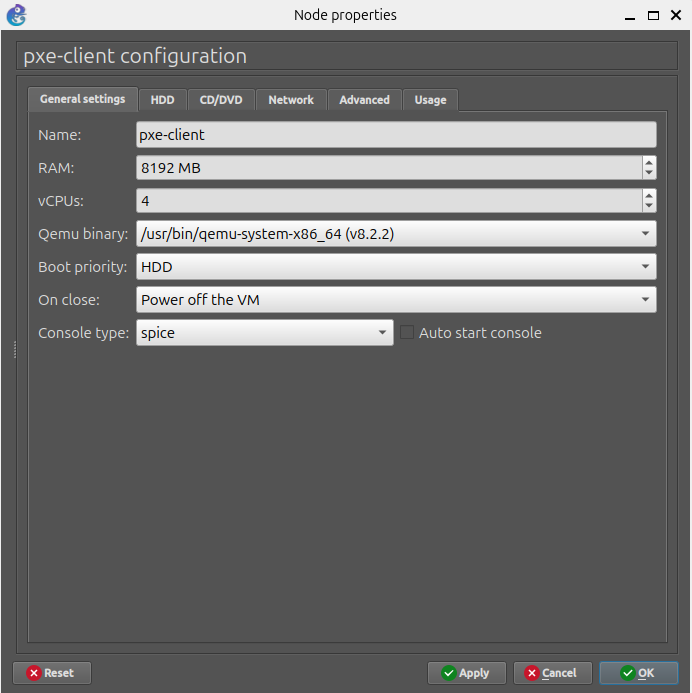 Node properties
pxe-client configuration
General settings HDD CD/DVD Network Advanced Usage
Name: pxe-client
RAM: 8192 MB
vCPUs: 4
Qemu binary: /usr/bin/qemu-system-x86_64 (v8.2.2)
Boot priority: HDD
On close: Power off the VM
Console type: spice Auto start console
Reset Apply Cancel OK